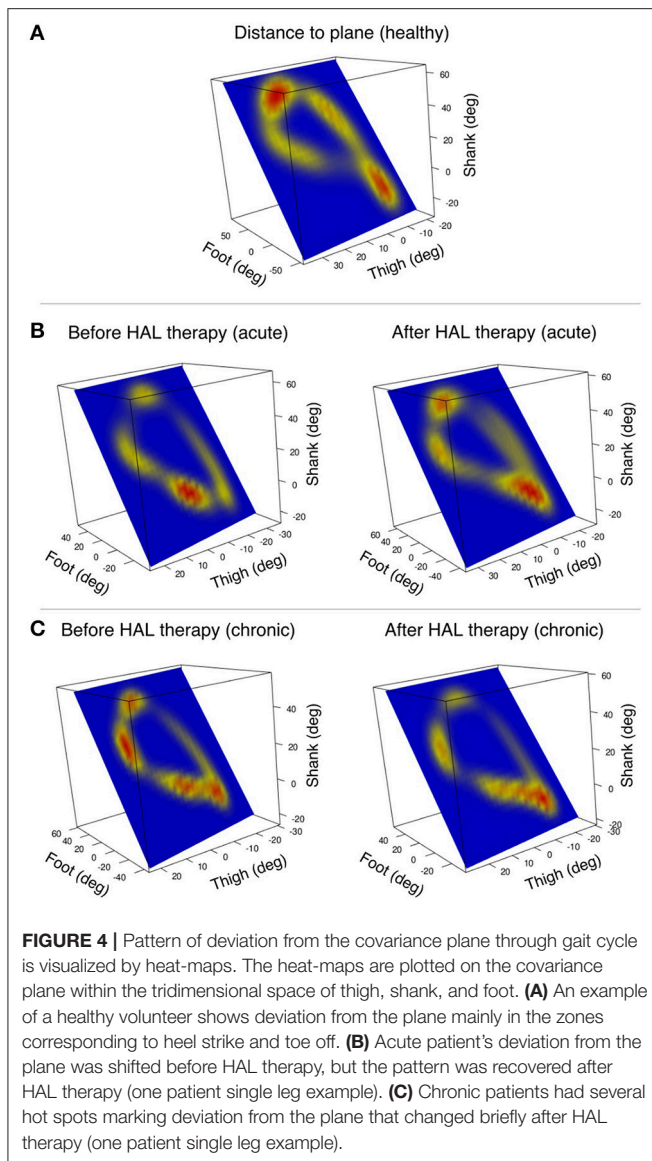 A
Distance to plane (healthy)
60
40
20
0
-20
Shank (deg)
50
0
-50
Foot (deg)
30
20
10
0
-10
-20
Thigh (deg)
B
Before HAL therapy (acute)
After HAL therapy (acute)
60
40
20
0
-20
Shank (deg)
40
20
0
-20
Foot (deg)
20
10
0
-10
-20
-30
Thigh (deg)
60
40
20
0
-20
Shank (deg)
60
40
20
0
-20
-40
Foot (deg)
30
20
10
0
-10
-20
Thigh (deg)
C
Before HAL therapy (chronic)
After HAL therapy (chronic)
40
20
0
-20
Shank (deg)
60
40
20
0
-20
-40
Foot (deg)
20
10
0
-10
-20
-30
Thigh (deg)
60
40
20
0
-20
Shank (deg)
40
20
0
-20
Foot (deg)
20
10
0
-10
-20
-30
Thigh (deg)
FIGURE 4 | Pattern of deviation from the covariance plane through gait cycle
is visualized by heat-maps. The heat-maps are plotted on the covariance
plane within the tridimensional space of thigh, shank, and foot. (A) An example
of a healthy volunteer shows deviation from the plane mainly in the zones
corresponding to heel strike and toe off. (B) Acute patient's deviation from the
plane was shifted before HAL therapy, but the pattern was recovered after
HAL therapy (one patient single leg example). (C) Chronic patients had several
hot spots marking deviation from the plane that changed briefly after HAL
therapy (one patient single leg example).